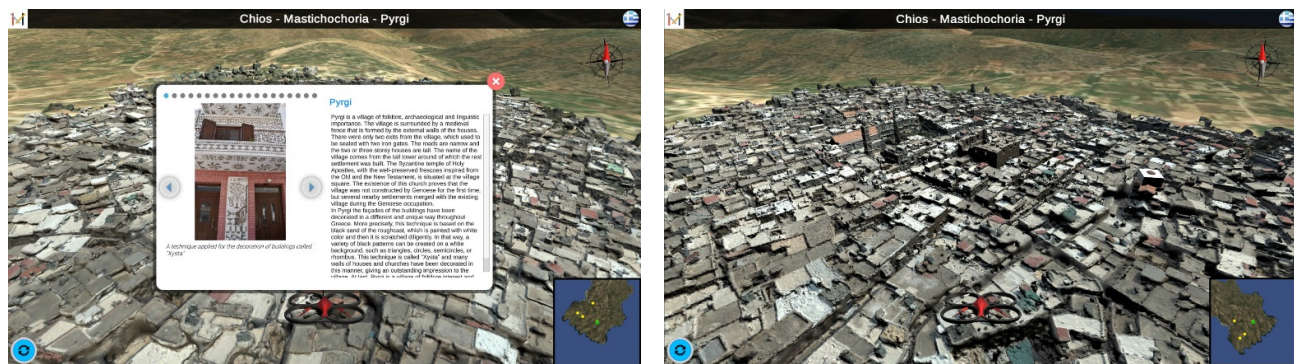 Chios - Mastichochoria - Pyrgi
Pyrgi
Pyrgi is a village of folklore, archaeological and linguistic
importance. The village is surrounded by a medieval
fence that is formed by the external walls of the houses.
There were only two exits from the village, which used to
be sealed with two iron gates. The roads are narrow and
the two or three storey houses are tall. The name of the
village comes from the tall tower around of which the rest
settlement was built. The Byzantine temple of Holy
Apostles, with the well-preserved frescoes inspired from
the Old and the New Testament, is situated at the village
square. The existence of this church proves that the
village was not constructed by Genoese for the first time,
but several nearby settlements merged with the existing
village during the Genoese occupation.
In Pyrgi the façades of the buildings have been
decorated in a different and unique way throughout
Greece. More precisely, this technique is based on the
black sand of the roughcast, which is painted with white
color and then it is scratched diligently. In that way, a
variety of black patterns can be created on a white
background, such as triangles, circles, semicircles, or
rhombus. This technique is called "Xysta" and many
walls of houses and churches have been decorated in
this manner, giving an outstanding impression to the
village. At last, Pyrgi is a village of folklore interest and
A technique applied for the decoration of buildings called
"Xysta"
Chios - Mastichochoria - Pyrgi